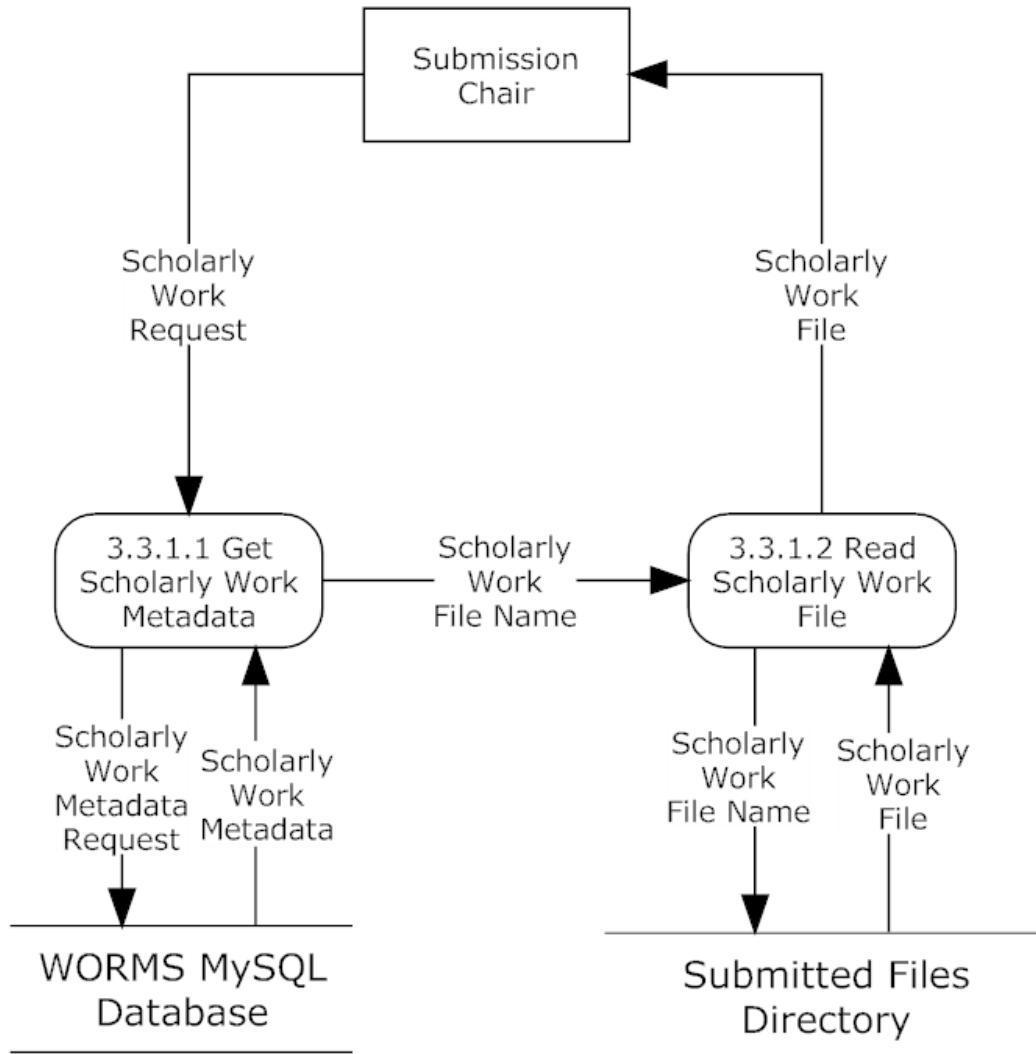 Submission
Chair
Scholarly
Work
Request
Scholarly
Work
File
3.3.1.1 Get
Scholarly Work
Metadata
Scholarly
Work
File Name
3.3.1.2 Read
Scholarly Work
File
Scholarly
Work
Metadata
Request
Scholarly
Work
Metadata
Scholarly
Work
File Name
Scholarly
Work
File
WORMS MySQL
Database
Submitted Files
Directory